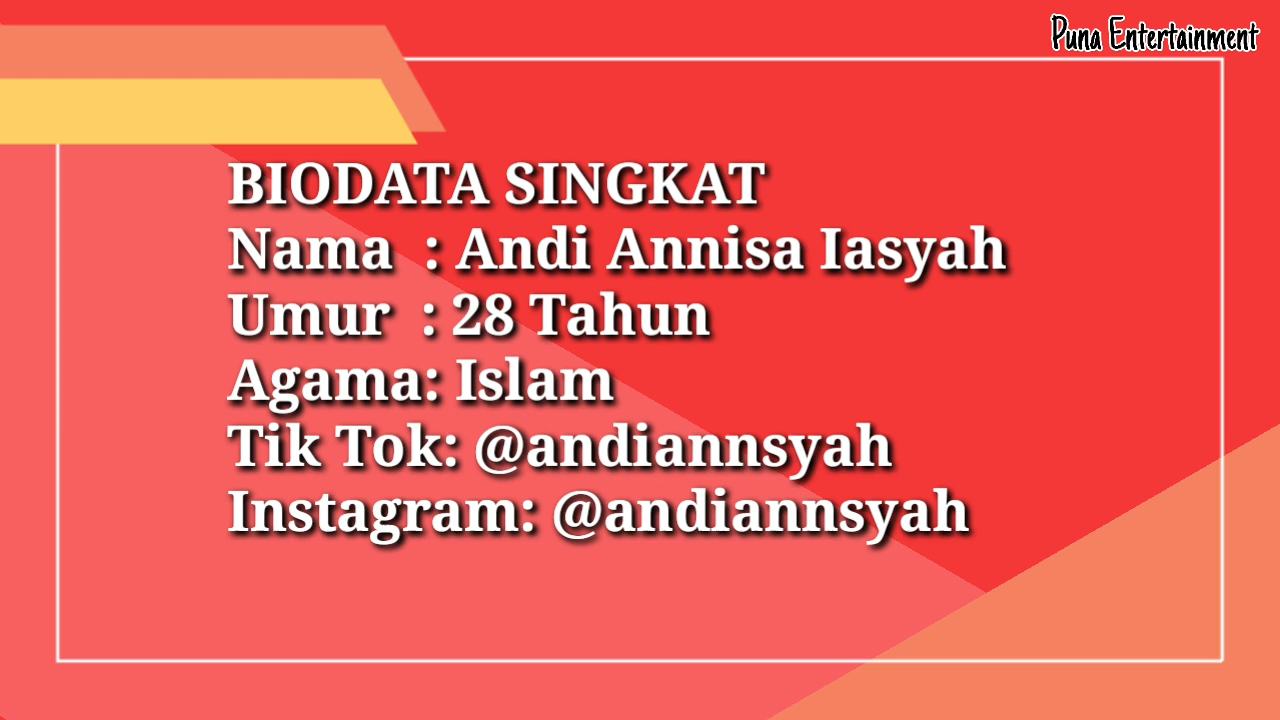 Puna Entertainment
BIODATA SINGKAT
Nama : Andi Annisa Iasyah
Umur : 28 Tahun
Agama: Islam
Tik Tok: @andiannsyah
Instagram: @andiannsyah